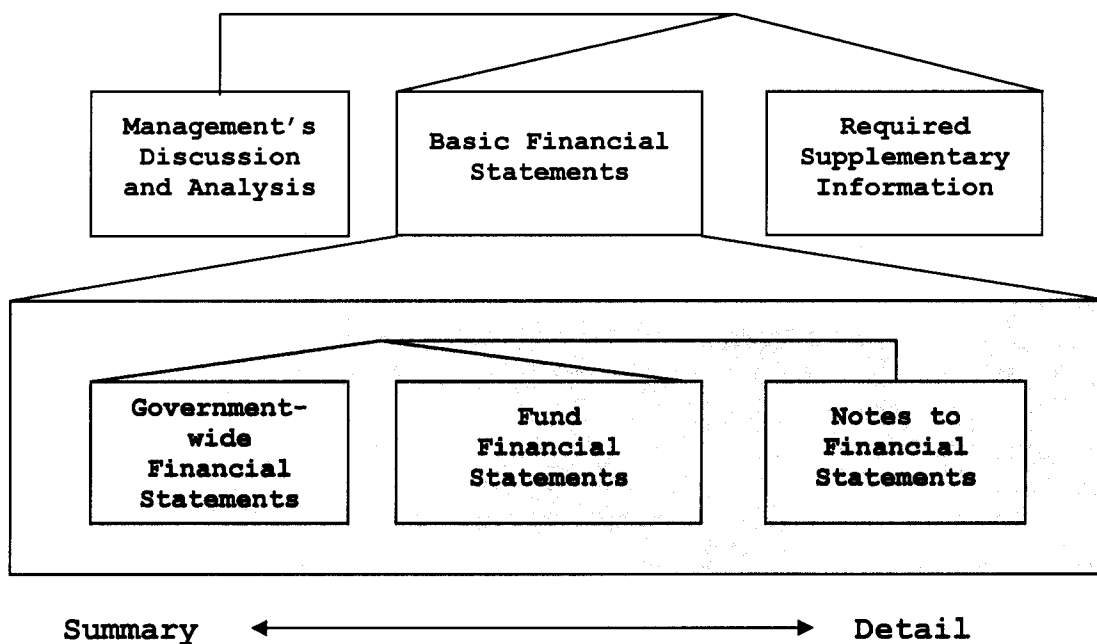 Management's
Discussion
and Analysis
Basic Financial
Statements
Required
Supplementary
Information
Government-
wide
Financial
Statements
Fund
Financial
Statements
Notes to
Financial
Statements
Summary
Detail